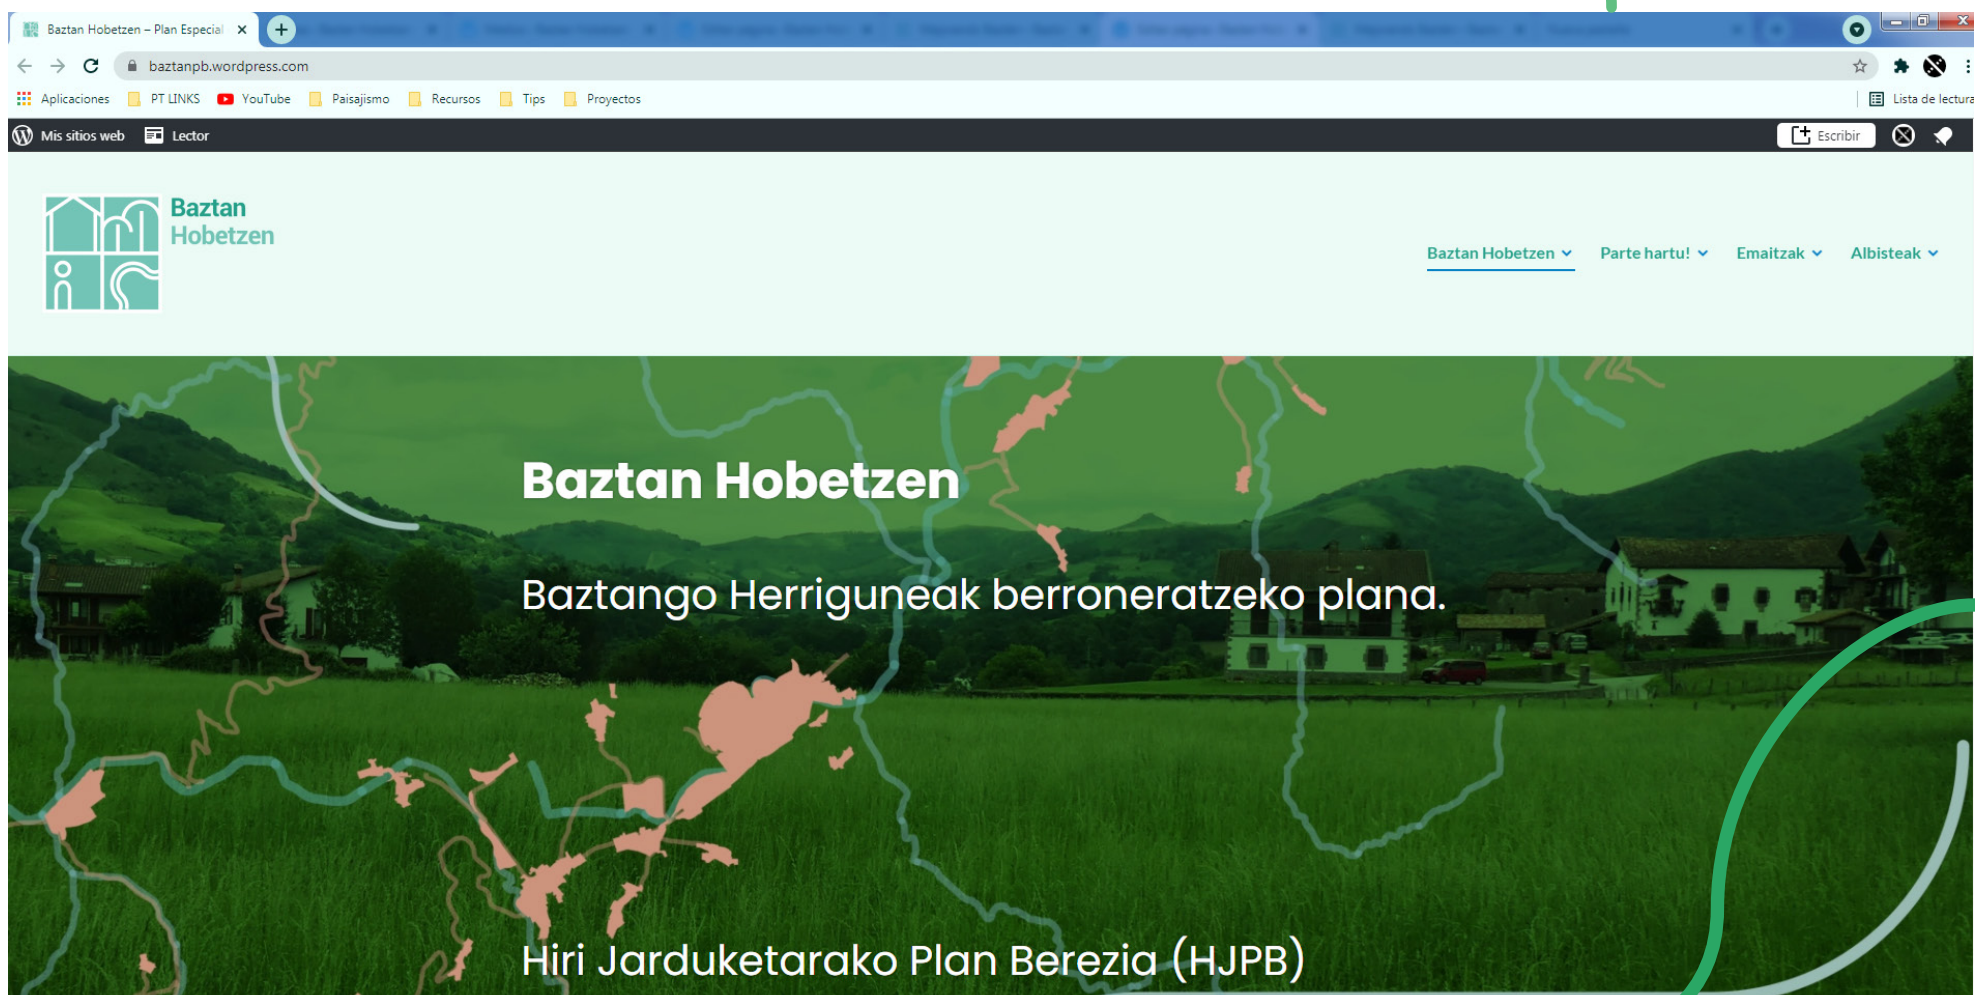 Baztan Hobetzen – Plan Especial
baztanpb.wordpress.com
Aplicaciones PT LINKS YouTube Paisajismo Recursos Tips Proyectos Lista de lectura
Mis sitios web Lector Escribir
Baztan
Hobetzen
Baztan Hobetzen Parte hartu! Emaitzak Albisteak
Baztan Hobetzen
Baztango Herriguneak berroneratzeko plana.
Hiri Jarduketarako Plan Berezia (HJPB)